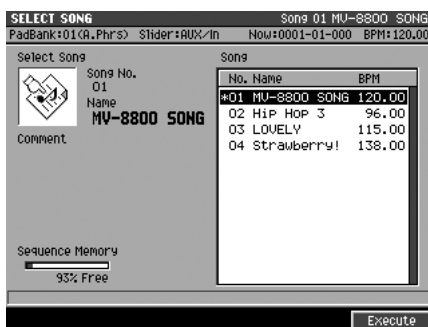 SELECT SONG Song 01 MV-8800 SONG
PadBank:01(A.Phrs) Slider:AUX/In Now:0001-01-000 BPM:120.00
Select Song
Song No.
01
Name
MV-8800 SONG
Comment
Sequence Memory
93% Free
Song
No. Name BPM
*01 MV-8800 SONG 120.00
02 HiP HOP 3 96.00
03 LOVELY 115.00
04 Strawberry! 138.00
Execute